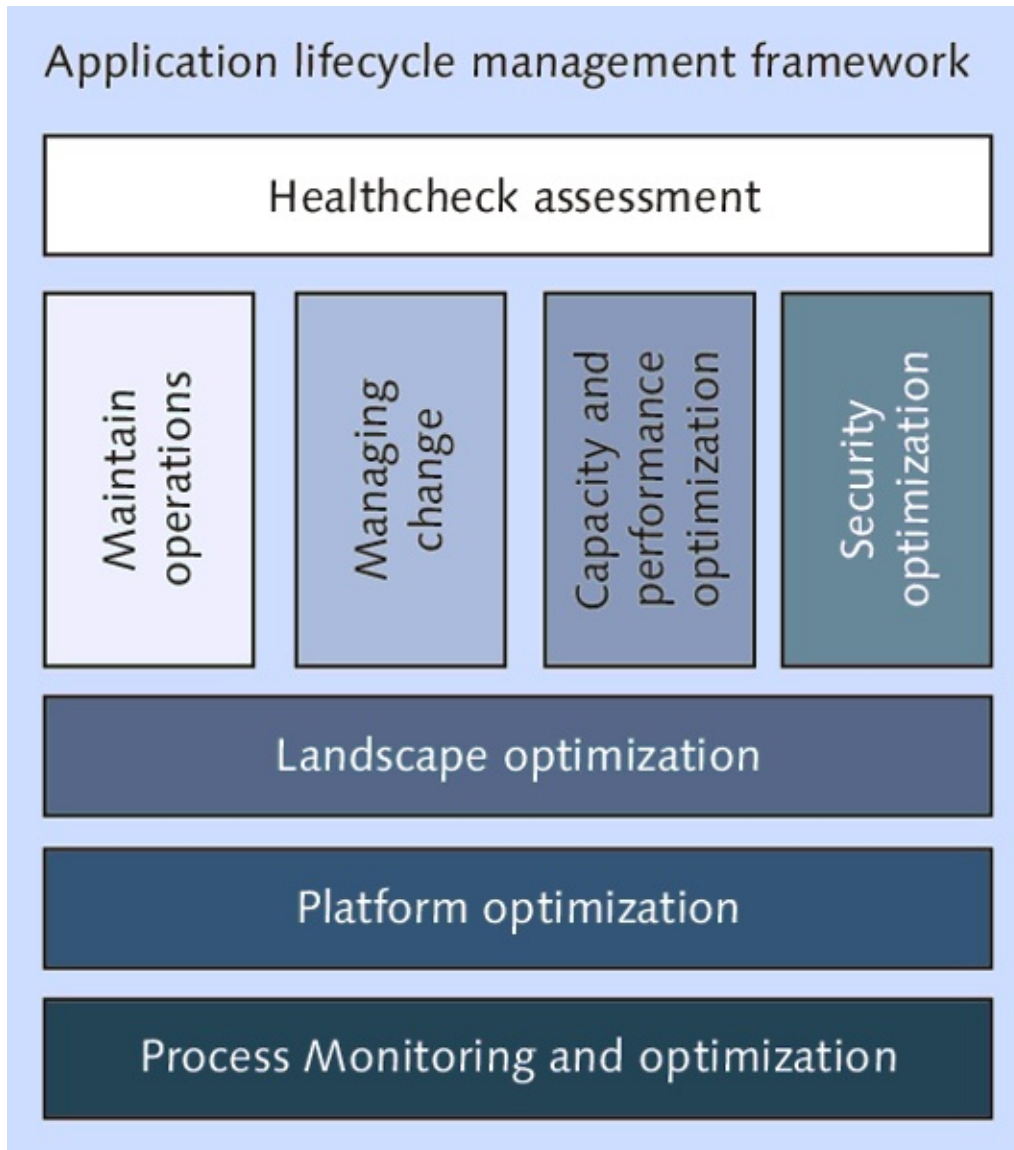 Application lifecycle management framework
Healthcheck assessment
Maintain
operations
Managing
change
Capacity and
performance
optimization
Security
optimization
Landscape optimization
Platform optimization
Process Monitoring and optimization